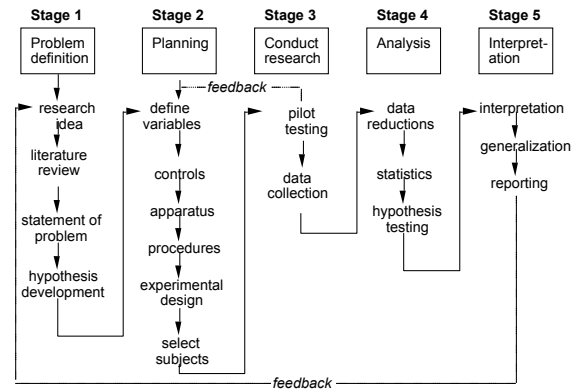 Stage 1
Problem
definition
research
idea
literature
review
statement of
problem
hypothesis
development
Stage 2
Planning
define
variables
controls
apparatus
procedures
experimental
design
select
subjects
Stage 3
Conduct
research
feedback
pilot
testing
data
collection
Stage 4
Analysis
data
reductions
statistics
hypothesis
testing
Stage 5
Interpret-
ation
interpretation
generalization
reporting
feedback